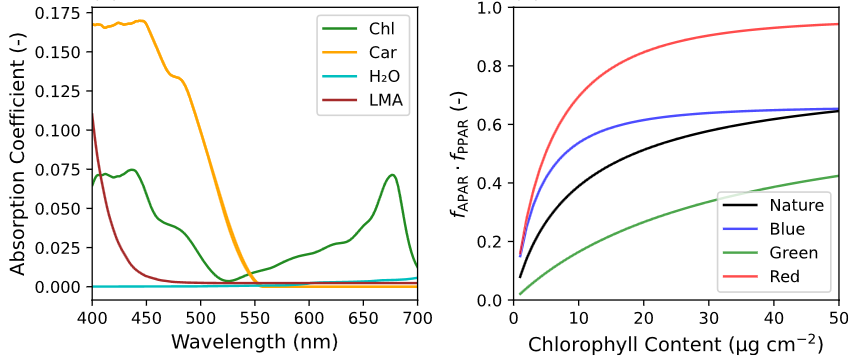 0.175
0.150
0.125
0.100
0.075
0.050
0.025
0.000
Absorption Coefficient (-)
400 450 500 550 600 650 700
Wavelength (nm)
Chl
Car
H₂O
LMA
1.0
0.8
0.6
0.4
0.2
0.0
f_APAR · f_PPAR (-)
0 10 20 30 40 50
Chlorophyll Content (μg cm⁻²)
Nature
Blue
Green
Red